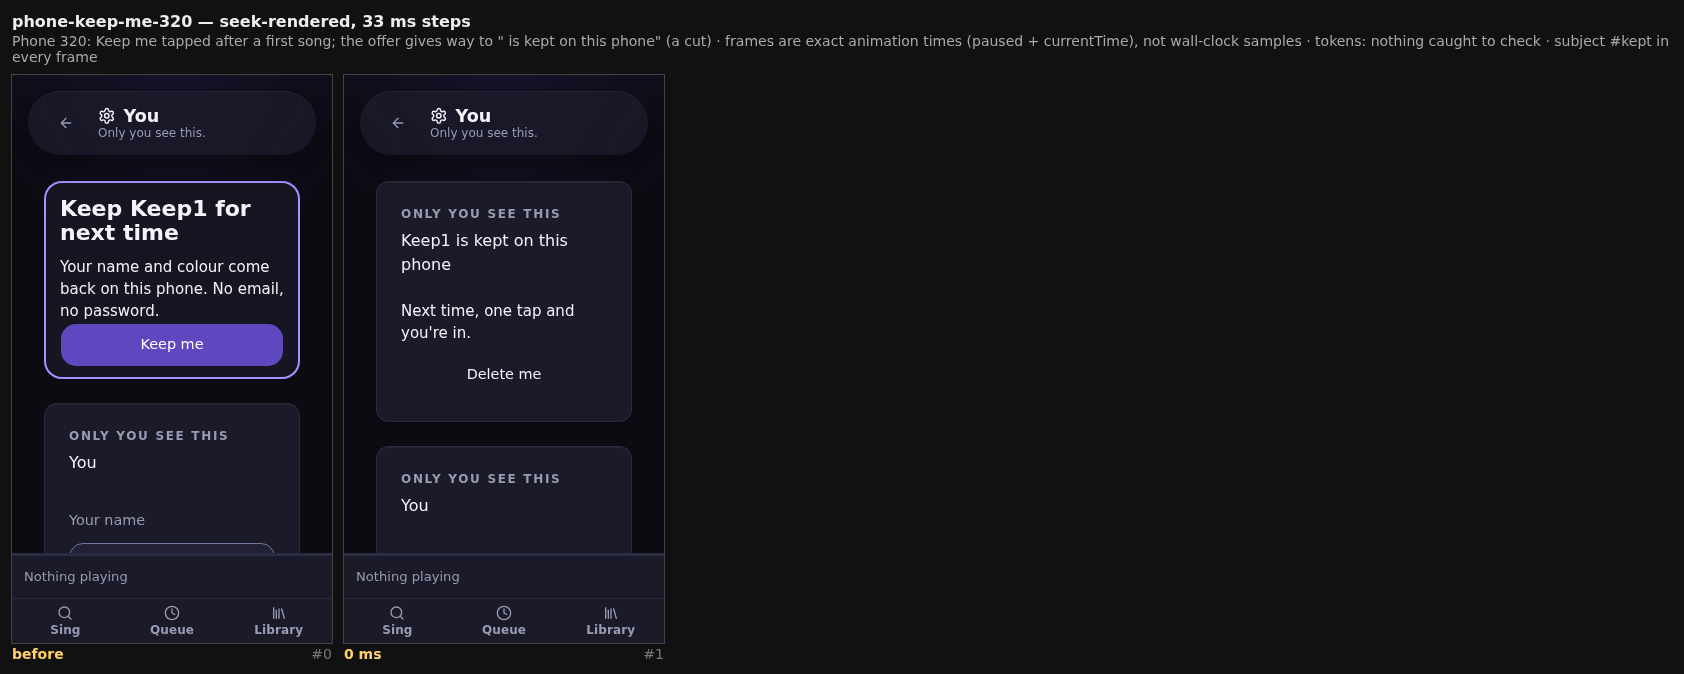 phone-keep-me-320 — seek-rendered, 33 ms steps
Phone 320: Keep me tapped after a first song; the offer gives way to " is kept on this phone" (a cut) · frames are exact animation times (paused + currentTime), not wall-clock samples · tokens: nothing caught to check · subject #kept in
every frame
You
Only you see this.
Keep Keep1 for
next time
Your name and colour come
back on this phone. No email,
no password.
Keep me
ONLY YOU SEE THIS
You
Your name
Nothing playing
Sing
Queue
Library
before
#0
You
Only you see this.
ONLY YOU SEE THIS
Keep1 is kept on this
phone
Next time, one tap and
you're in.
Delete me
ONLY YOU SEE THIS
You
Nothing playing
Sing
Queue
Library
0 ms
#1